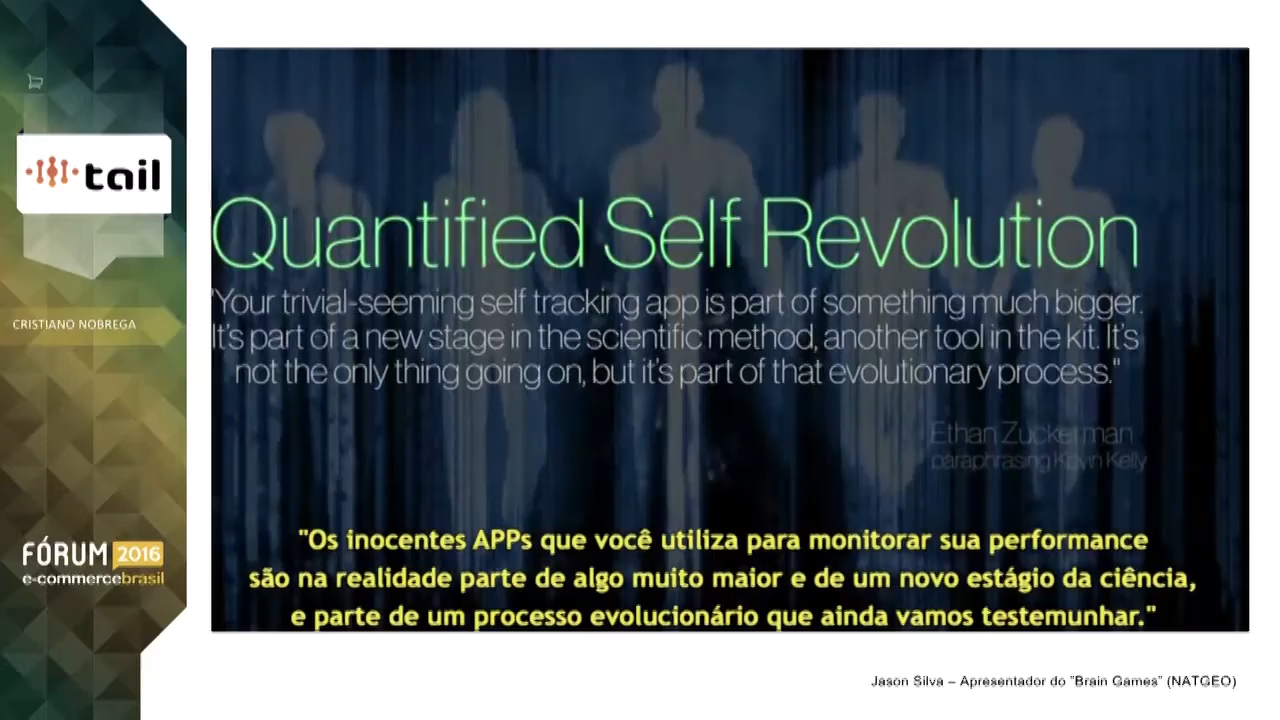 tail
CRISTIANO NOBREGA
FÓRUM 2016
e-commercebrasil
Quantified Self Revolution
"Your trivial-seeming self tracking app is part of something much bigger.
It's part of a new stage in the scientific method, another tool in the kit. It's
not the only thing going on, but it's part of that evolutionary process."
Ethan Zuckerman
paraphrasing Kevin Kelly
"Os inocentes APPs que você utiliza para monitorar sua performance
são na realidade parte de algo muito maior e de um novo estágio da ciência,
e parte de um processo evolucionário que ainda vamos testemunhar."
Jason Silva – Apresentador do "Brain Games" (NATGEO)